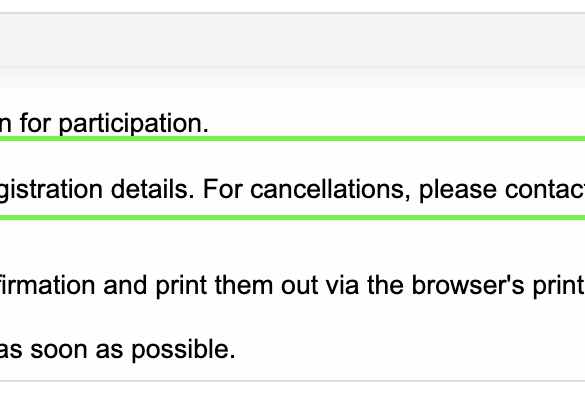 n for participation.
gistration details. For cancellations, please contact
firmation and print them out via the browser's print
as soon as possible.